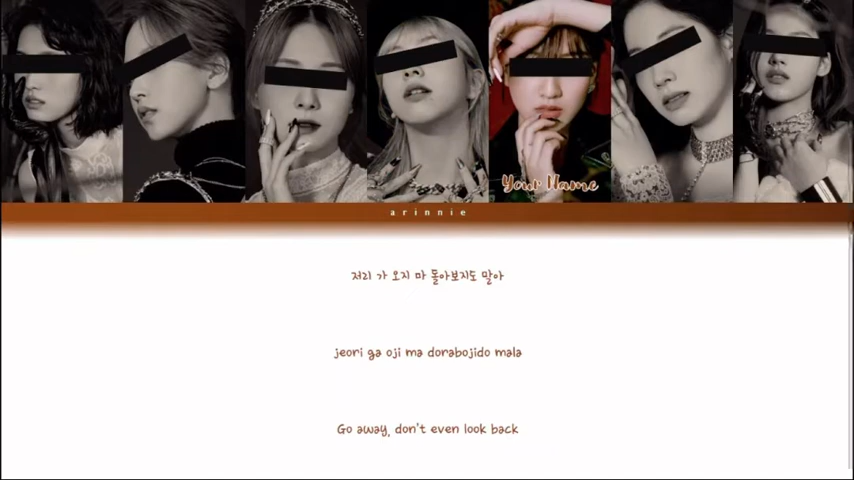 Your Name
arinnie
저리 가 오지 마 돌아보지도 말아
jeori ga oji ma dorabojido mala
Go away, don't even look back